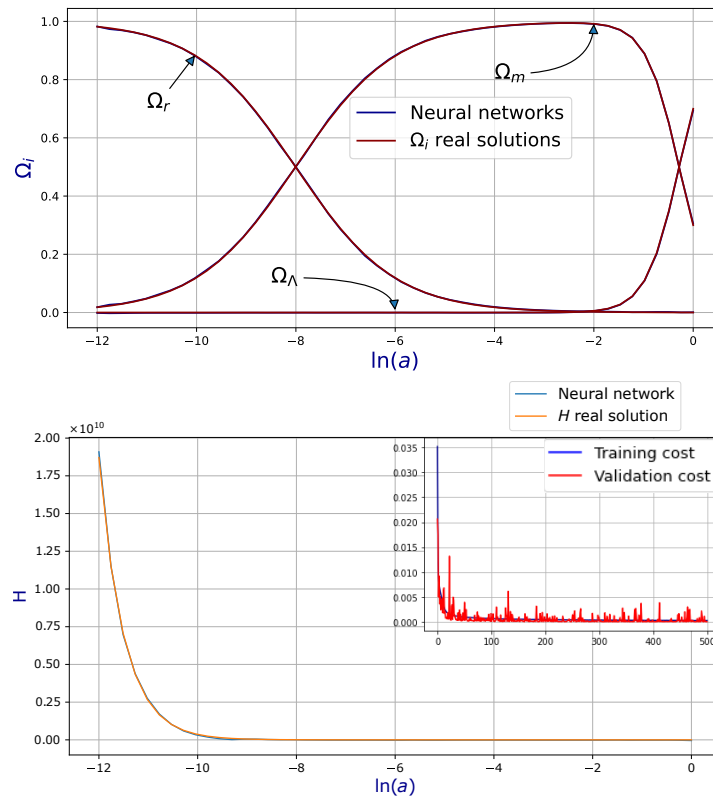 1.0
0.8
0.6
0.4
0.2
0.0
Ωᵢ
Ωᵣ
Ωₘ
Neural networks
Ωᵢ real solutions
Ω_Λ
−12 −10 −8 −6 −4 −2 0
ln(a)
Neural network
H real solution
×10¹⁰
2.00
1.75
1.50
1.25
1.00
0.75
0.50
0.25
0.00
H
Training cost
Validation cost
0.035
0.030
0.025
0.020
0.015
0.010
0.005
0.000
0 100 200 300 400 500
−12 −10 −8 −6 −4 −2 0
ln(a)